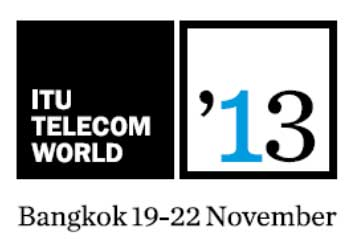 ITU
TELECOM
WORLD
’13
Bangkok 19-22 November